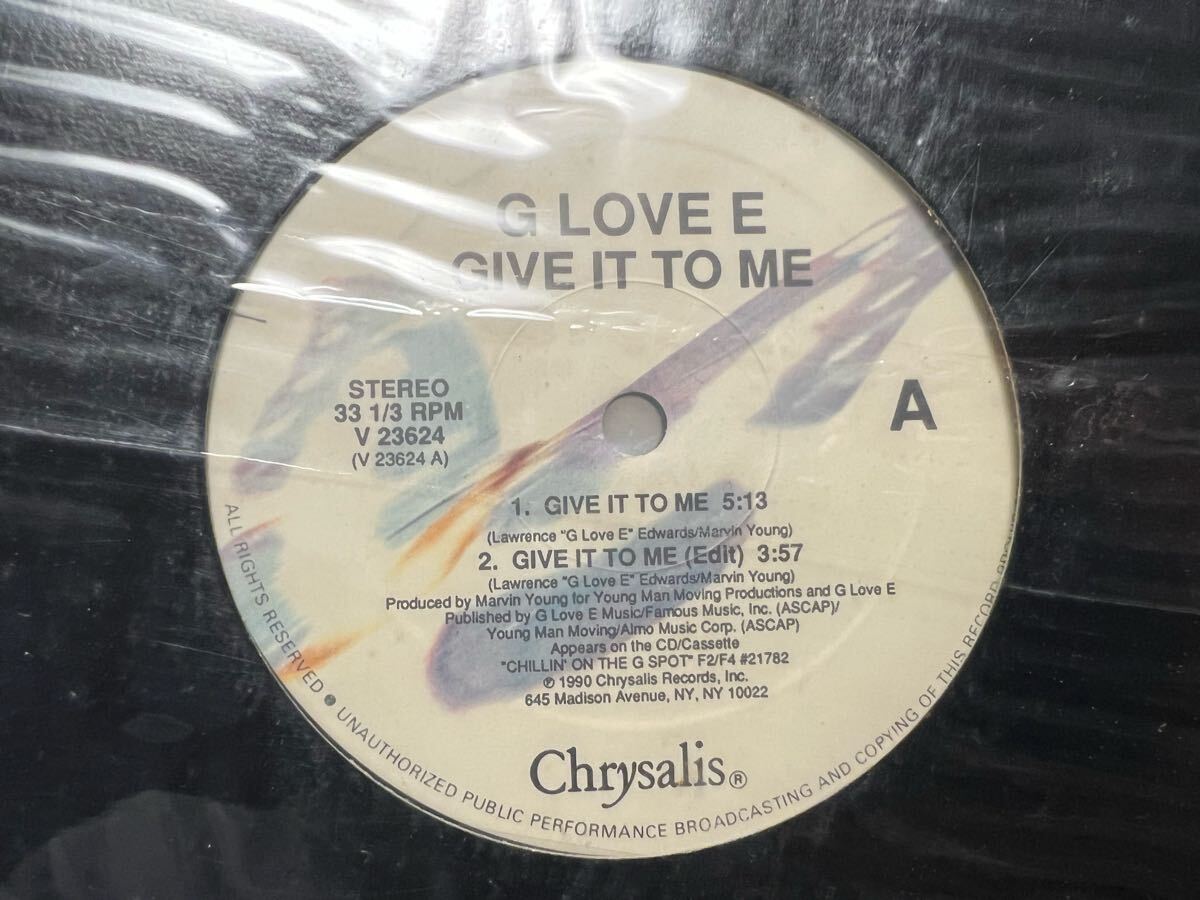 G LOVE E
GIVE IT TO ME
STEREO
33 1/3 RPM
V 23624
(V 23624 A)
A
1. GIVE IT TO ME 5:13
(Lawrence "G Love E" Edwards/Marvin Young)
2. GIVE IT TO ME (Edit) 3:57
(Lawrence "G Love E" Edwards/Marvin Young)
Produced by Marvin Young for Young Man Moving Productions and G Love E
Published by G Love E Music/Famous Music, Inc. (ASCAP)/
Young Man Moving/Almo Music Corp. (ASCAP)
Appears on the CD/Cassette
"CHILLIN' ON THE G SPOT" F2/F4 #21782
℗ 1990 Chrysalis Records, Inc.
645 Madison Avenue, NY, NY 10022
Chrysalis®
ALL RIGHTS RESERVED ● UNAUTHORIZED PUBLIC PERFORMANCE BROADCASTING AND COPYING OF THIS RECORD